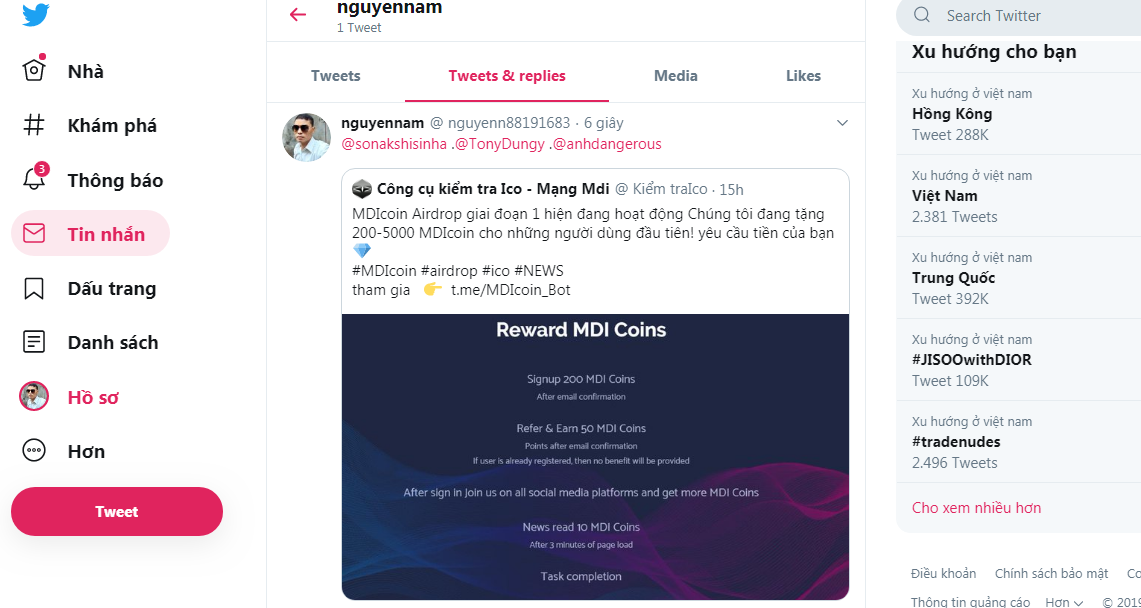 nguyennam
1 Tweet
Search Twitter
Nhà
Khám phá
3
Thông báo
Tin nhắn
Dấu trang
Danh sách
Hồ sơ
Hơn
Tweet
Tweets
Tweets & replies
Media
Likes
nguyennam @ nguyenn88191683 · 6 giây
@sonakshisinha .@TonyDungy .@anhdangerous
Công cụ kiểm tra Ico - Mạng Mdi @ Kiểm traIco · 15h
MDIcoin Airdrop giai đoạn 1 hiện đang hoạt động Chúng tôi đang tặng
200-5000 MDIcoin cho những người dùng đầu tiên! yêu cầu tiền của bạn
💎
#MDIcoin #airdrop #ico #NEWS
tham gia 👉 t.me/MDIcoin_Bot
Reward MDI Coins
Signup 200 MDI Coins
After email confirmation
Refer & Earn 50 MDI Coins
Points after email confirmation
If user is already registered, then no benefit will be provided
After sign in Join us on all social media platforms and get more MDI Coins
News read 10 MDI Coins
After 3 minutes of page load
Task completion
Xu hướng cho bạn
Xu hướng ở việt nam
Hồng Kông
Tweet 288K
Xu hướng ở việt nam
Việt Nam
2.381 Tweets
Xu hướng ở việt nam
Trung Quốc
Tweet 392K
Xu hướng ở việt nam
#JISOOwithDIOR
Tweet 109K
Xu hướng ở việt nam
#tradenudes
2.496 Tweets
Cho xem nhiều hơn
Điều khoản Chính sách bảo mật
Thông tin quảng cáo Hơn © 2019